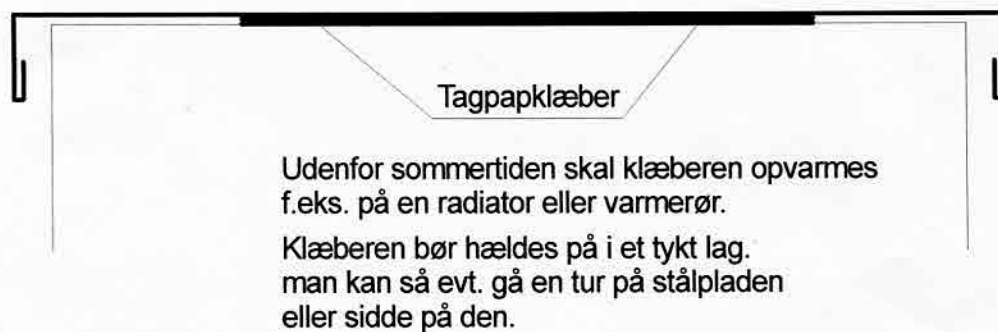 Tagpapklæber
Udenfor sommertiden skal klæberen opvarmes
f.eks. på en radiator eller varmerør.
Klæberen bør hældes på i et tykt lag.
man kan så evt. gå en tur på stålpladen
eller sidde på den.